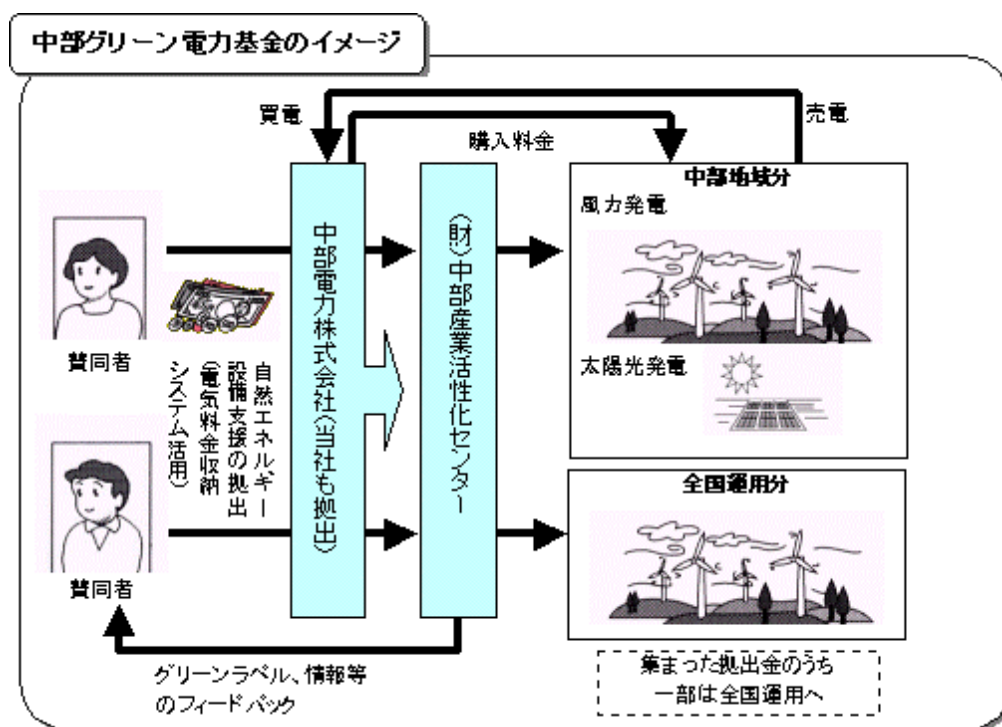 中部グリーン電力基金のイメージ
買電
売電
購入料金
賛同者
賛同者
自然エネルギー
設備支援の拠出
(電気料金収納
システム活用)
中部電力株式会社(当社も拠出)
(財)中部産業活性化センター
中部地域分
風力発電
太陽光発電
全国運用分
集まった拠出金のうち
一部は全国運用へ
グリーンラベル、情報等
のフィードバック